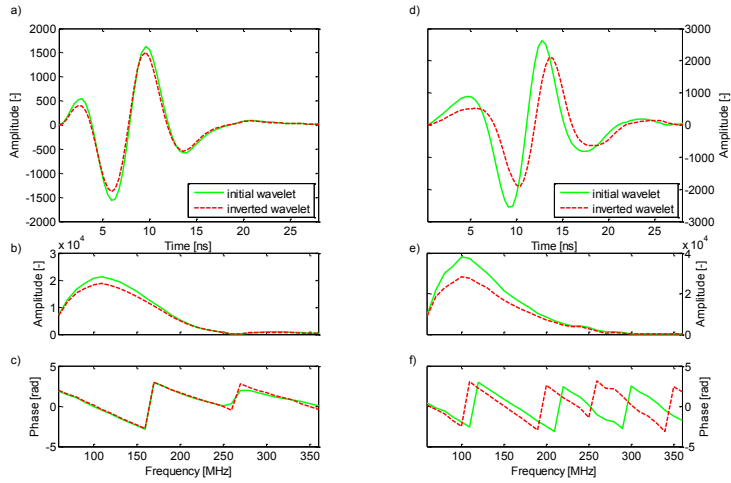 a)
2000
1500
1000
500
0
-500
-1000
-1500
-2000
Amplitude [-]
5 10 15 20 25
Time [ns]
initial wavelet
inverted wavelet
b)
x 10^4
3
2
1
0
Amplitude [-]
c)
5
0
-5
Phase [rad]
100 150 200 250 300 350
Frequency [MHz]
d)
3000
2000
1000
0
-1000
-2000
-3000
Amplitude [-]
5 10 15 20 25
Time [ns]
initial wavelet
inverted wavelet
e)
x 10^4
4
2
0
Amplitude [-]
f)
5
0
-5
Phase [rad]
100 150 200 250 300 350
Frequency [MHz]